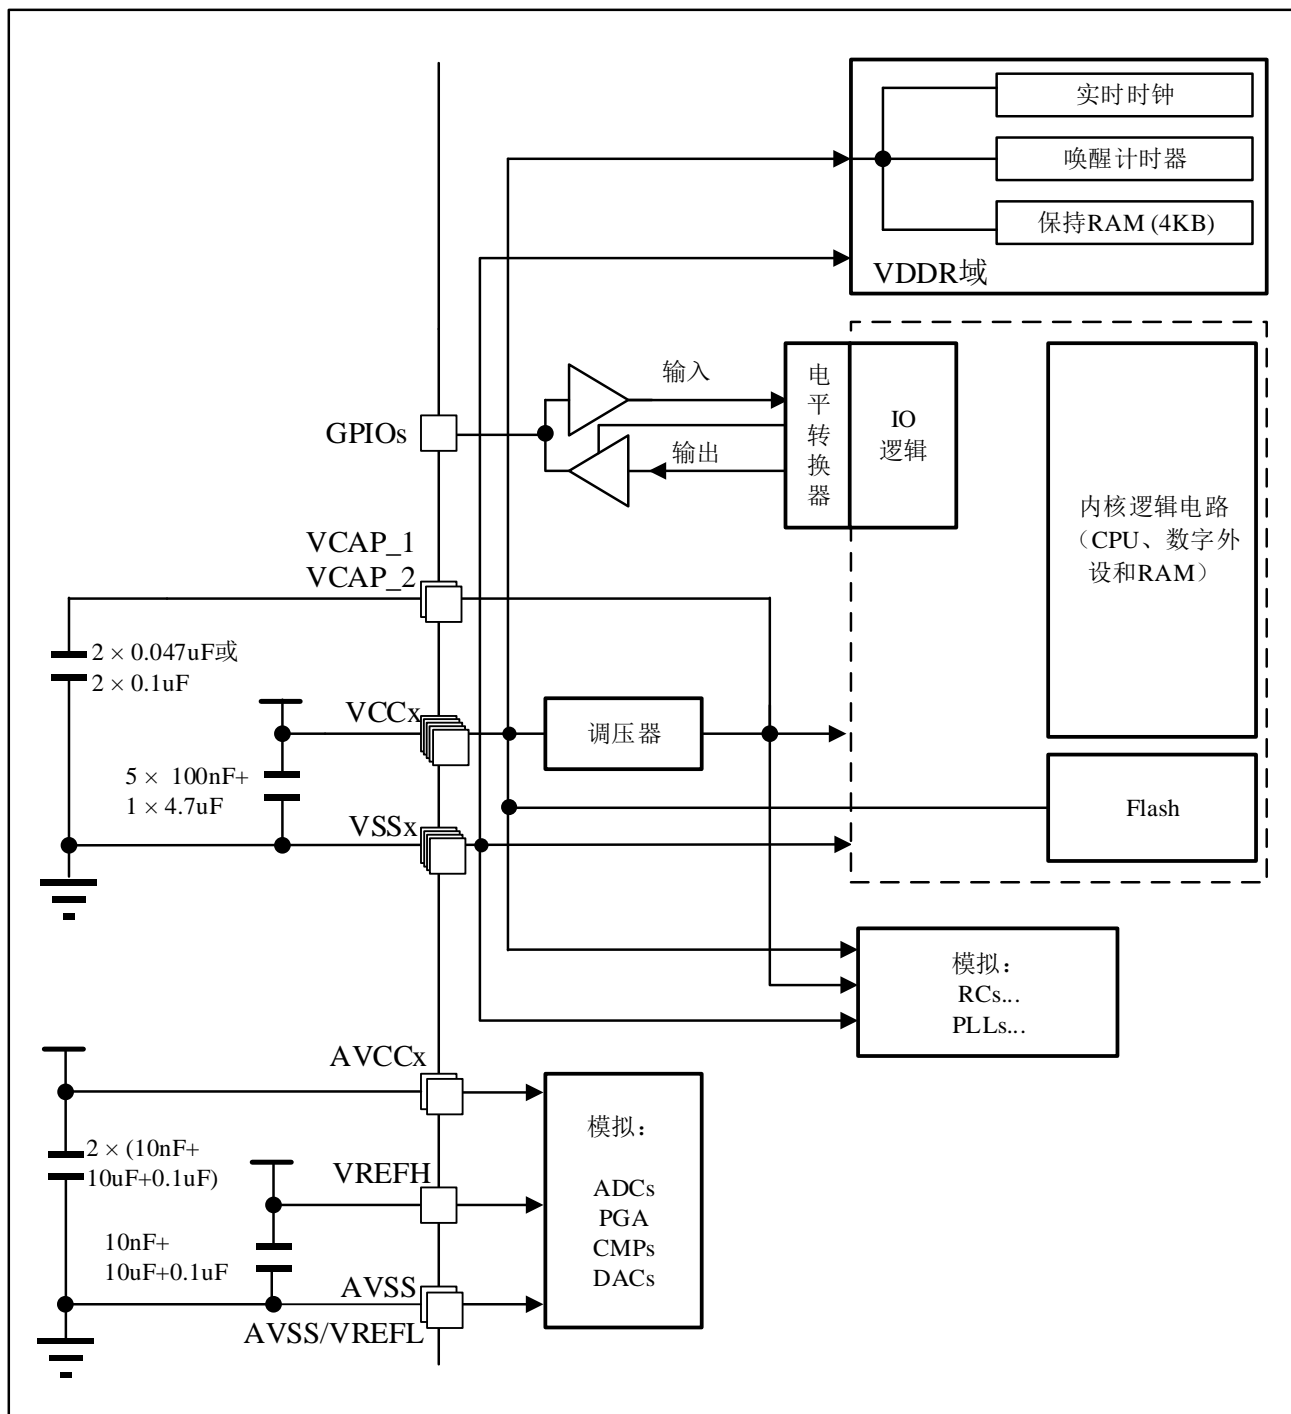 实时时钟
唤醒计时器
保持RAM (4KB)
VDDR域
输入
电平转换器
IO
逻辑
GPIOs
输出
内核逻辑电路
（CPU、数字外
设和RAM）
VCAP_1
VCAP_2
2 × 0.047uF或
2 × 0.1uF
VCCx
调压器
5 × 100nF+
1 × 4.7uF
Flash
VSSx
模拟：
RCs...
PLLs...
AVCCx
模拟：
2 × (10nF+
10uF+0.1uF)
VREFH
ADCs
PGA
CMPs
DACs
10nF+
10uF+0.1uF
AVSS
AVSS/VREFL